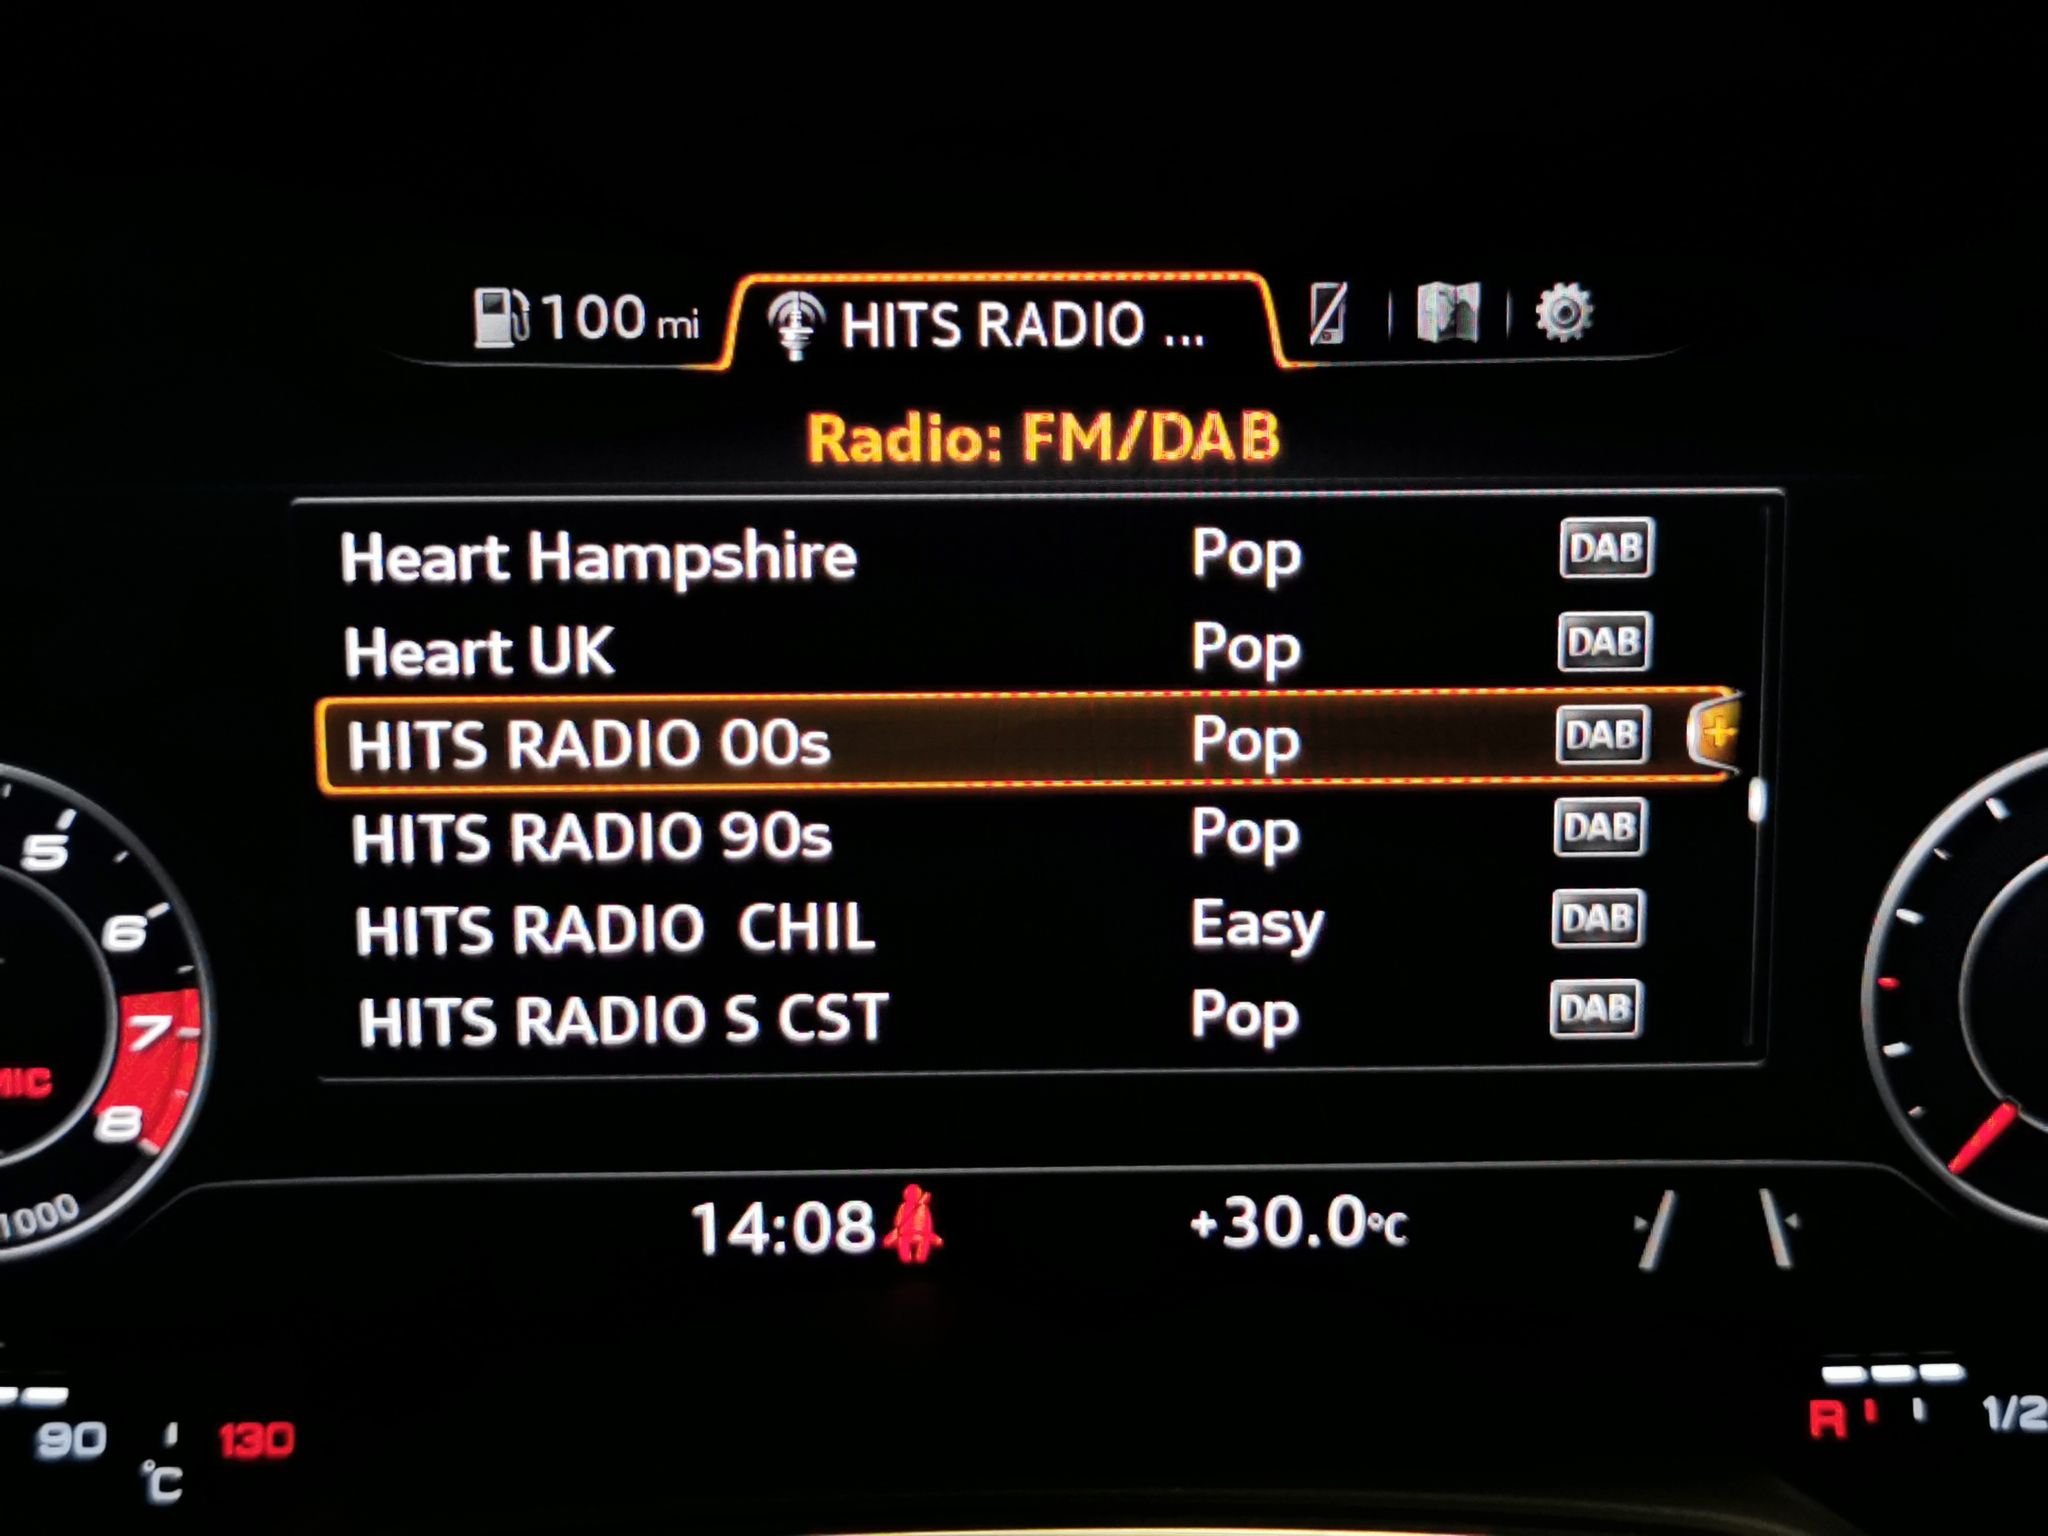 100 mi
HITS RADIO ...
Radio: FM/DAB
Heart Hampshire Pop DAB
Heart UK Pop DAB
HITS RADIO 00s Pop DAB
HITS RADIO 90s Pop DAB
HITS RADIO  CHIL Easy DAB
HITS RADIO S CST Pop DAB
5
6
7
MIC
8
1000
14:08
+30.0°C
90
130
°C
R
1/2